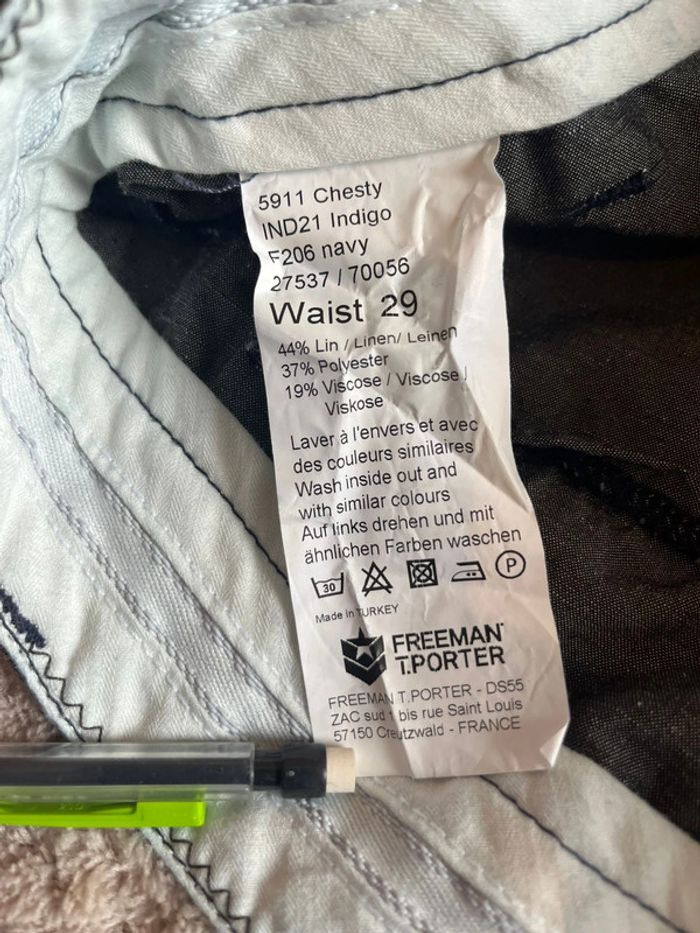 5911 Chesty
IND21 Indigo
F206 navy
27537 / 70056
Waist 29
44% Lin / Linen/ Leinen
37% Polyester
19% Viscose / Viscose /
Viskose
Laver à l'envers et avec
des couleurs similaires
Wash inside out and
with similar colours
Auf links drehen und mit
ähnlichen Farben waschen
30 P
Made in TURKEY
FREEMAN
T.PORTER
FREEMAN T.PORTER - DS55
ZAC sud 1 bis rue Saint Louis
57150 Creutzwald - FRANCE